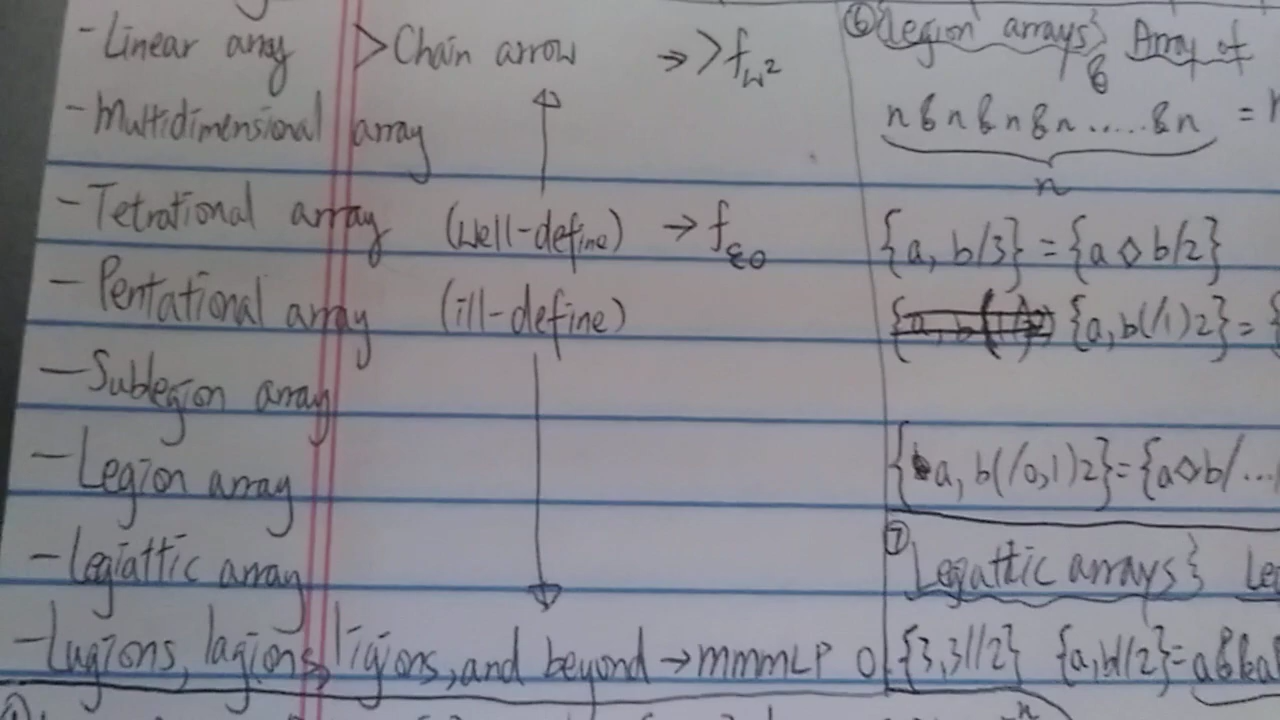 - Linear array > Chain arrow ->> > f_ω²
- Multidimensional array
- Tetrational array (well-define) → f_ε0
- Pentational array (ill-define)
- Sublegion array
- Legion array
- Legiattic array
- Lugions, lagions, ligions, and beyond → mmmLP
⑥ Legion arrays} Array of
n & n & n & n ..... & n =
n
{a, b/3} = {a ◇ b/2}
{a, b(/1)2} = {
{a, b(/0,1)2} = {a◇b/...
⑦ Legattic arrays}
{3,3//2} {a,b//2}= a&&a
n